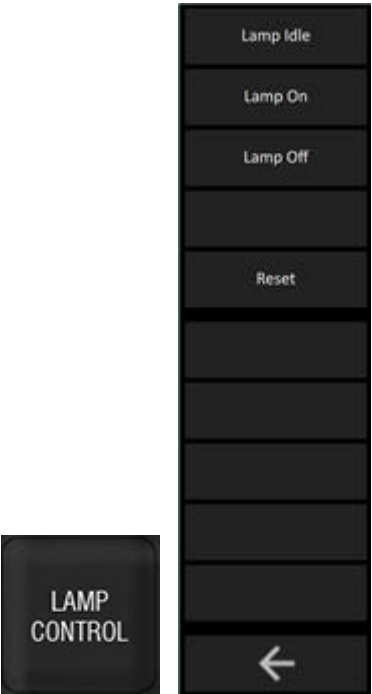 Lamp Idle
Lamp On
Lamp Off
Reset
LAMP
CONTROL